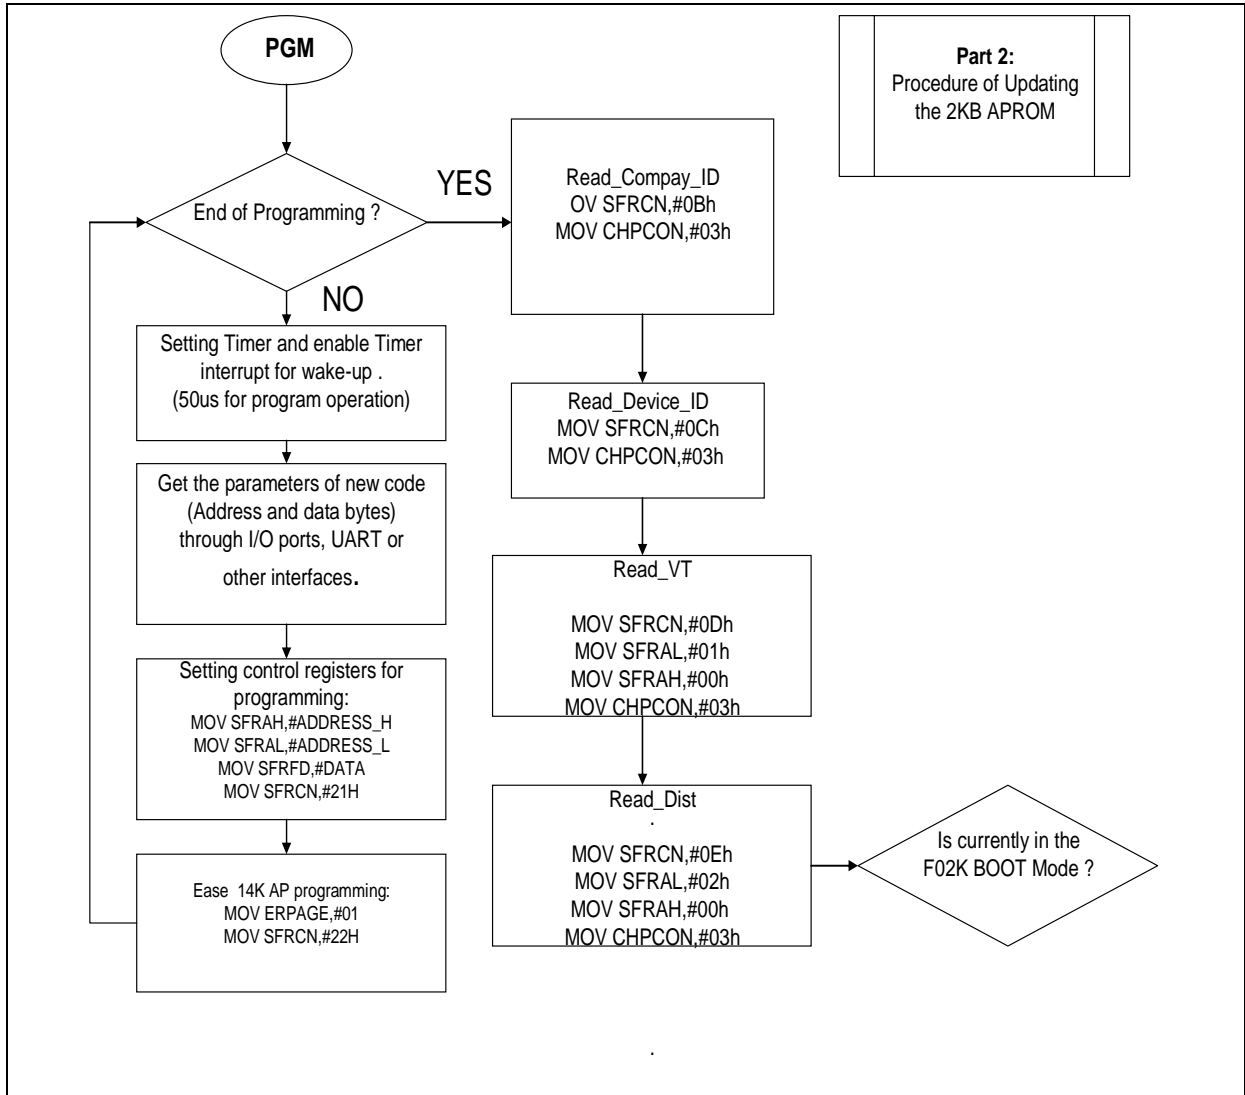 PGM
Part 2:
Procedure of Updating
the 2KB APROM
End of Programming ?
YES
NO
Read_Compay_ID
OV SFRCN,#0Bh
MOV CHPCON,#03h
Setting Timer and enable Timer
interrupt for wake-up .
(50us for program operation)
Read_Device_ID
MOV SFRCN,#0Ch
MOV CHPCON,#03h
Get the parameters of new code
(Address and data bytes)
through I/O ports, UART or
other interfaces.
Read_VT
MOV SFRCN,#0Dh
MOV SFRAL,#01h
MOV SFRAH,#00h
MOV CHPCON,#03h
Setting control registers for
programming:
MOV SFRAH,#ADDRESS_H
MOV SFRAL,#ADDRESS_L
MOV SFRFD,#DATA
MOV SFRCN,#21H
Read_Dist
.
MOV SFRCN,#0Eh
MOV SFRAL,#02h
MOV SFRAH,#00h
MOV CHPCON,#03h
Is currently in the
F02K BOOT Mode ?
Ease  14K AP programming:
MOV ERPAGE,#01
MOV SFRCN,#22H
.